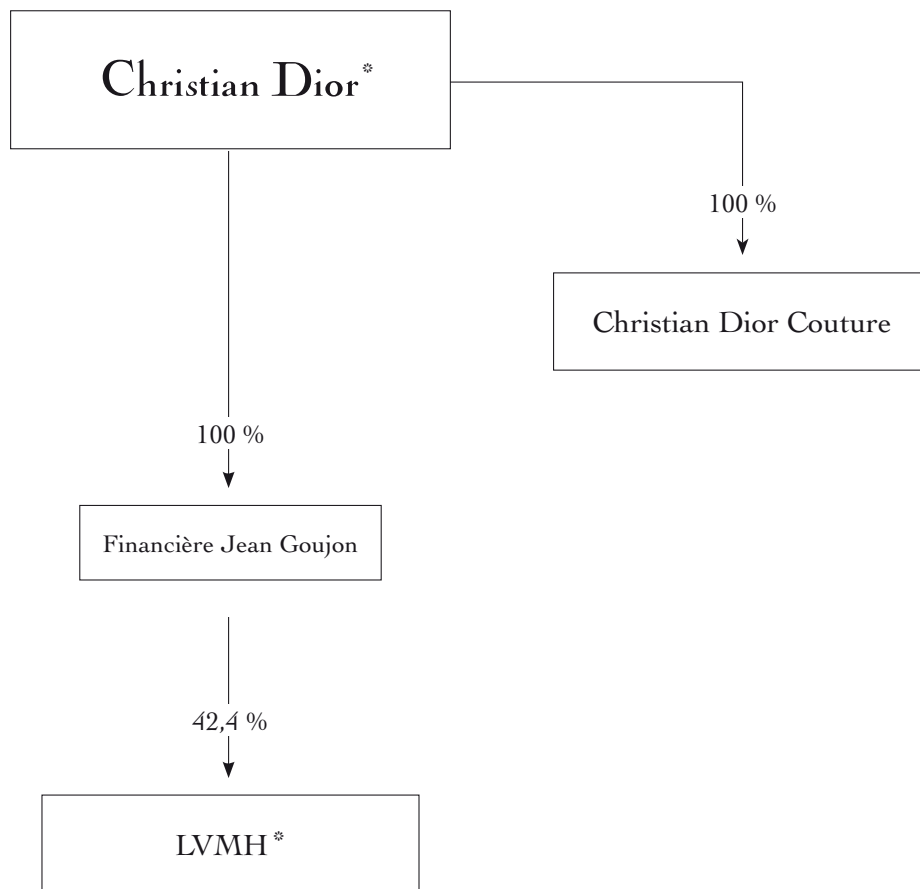 Christian Dior*
100 %
Christian Dior Couture
100 %
Financière Jean Goujon
42,4 %
LVMH*